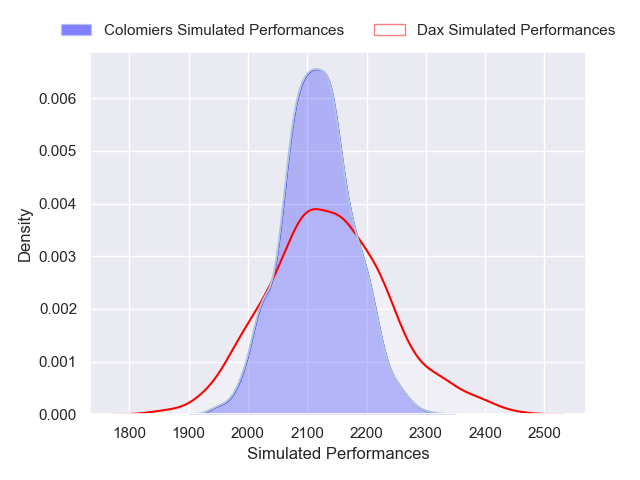 Colomiers Simulated Performances
Dax Simulated Performances
0.006
0.005
0.004
0.003
0.002
0.001
0.000
Density
1800 1900 2000 2100 2200 2300 2400 2500
Simulated Performances